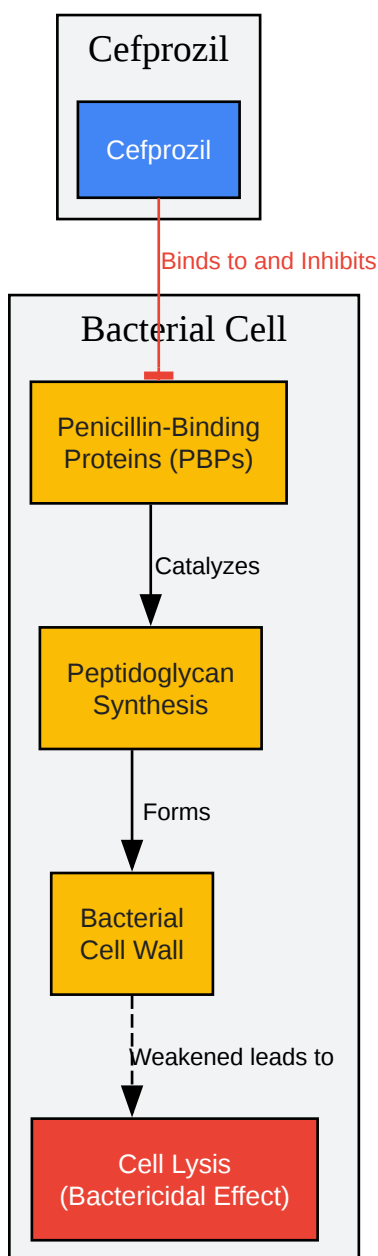 Cefprozil
Cefprozil
Binds to and Inhibits
Bacterial Cell
Penicillin-Binding
Proteins (PBPs)
Catalyzes
Peptidoglycan
Synthesis
Forms
Bacterial
Cell Wall
Weakened leads to
Cell Lysis
(Bactericidal Effect)